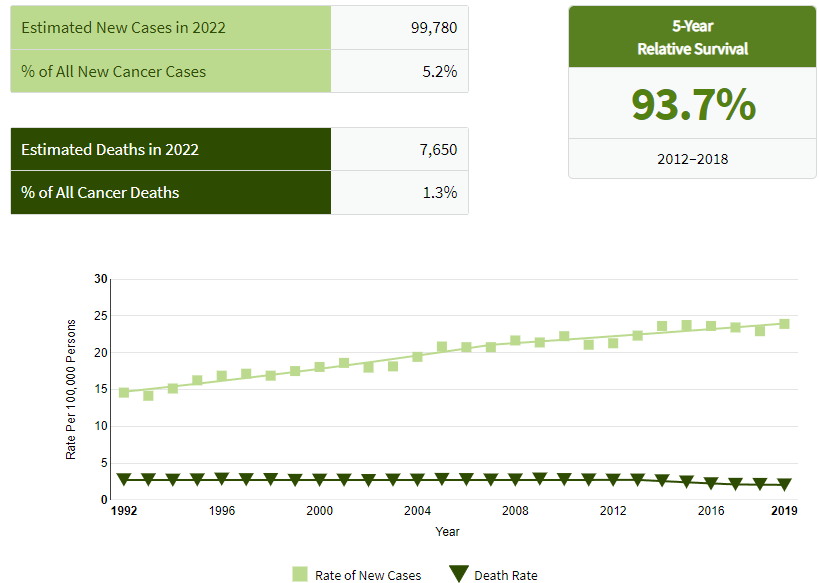 Estimated New Cases in 2022 99,780
% of All New Cancer Cases 5.2%
Estimated Deaths in 2022 7,650
% of All Cancer Deaths 1.3%
5-Year
Relative Survival
93.7%
2012–2018
Rate Per 100,000 Persons
30
25
20
15
10
5
0
1992 1996 2000 2004 2008 2012 2016 2019
Year
Rate of New Cases Death Rate